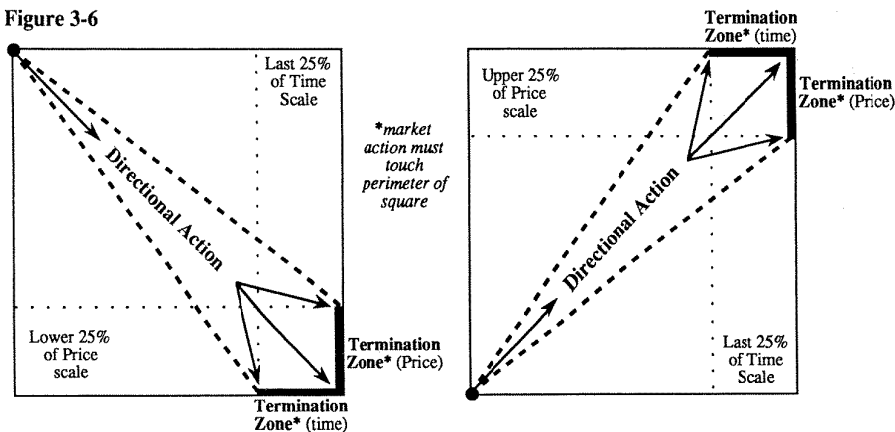 Figure 3-6
Last 25%
of Time
Scale
Directional Action
Lower 25%
of Price
scale
Termination
Zone* (Price)
Termination
Zone* (time)
*market
action must
touch
perimeter of
square
Termination
Zone* (time)
Upper 25%
of Price
scale
Termination
Zone* (Price)
Directional Action
Last 25%
of Time
Scale